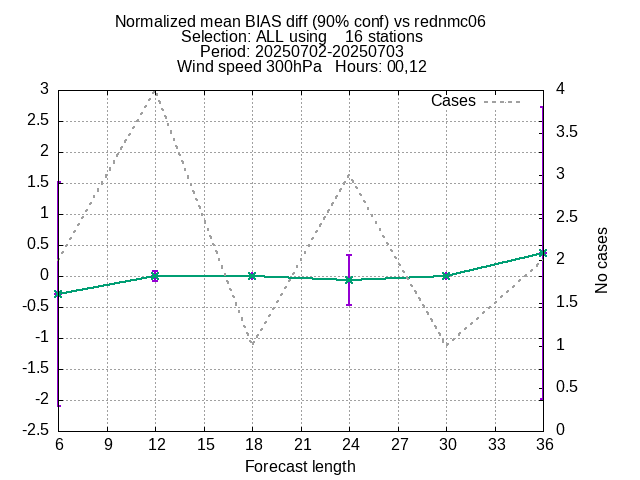 Normalized mean BIAS diff (90% conf) vs rednmc06
Selection: ALL using    16 stations
Period: 20250702-20250703
Wind speed 300hPa   Hours: 00,12
Cases
3
2.5
2
1.5
1
0.5
0
-0.5
-1
-1.5
-2
-2.5
4
3.5
3
2.5
2
1.5
1
0.5
0
No cases
6 9 12 15 18 21 24 27 30 33 36
Forecast length